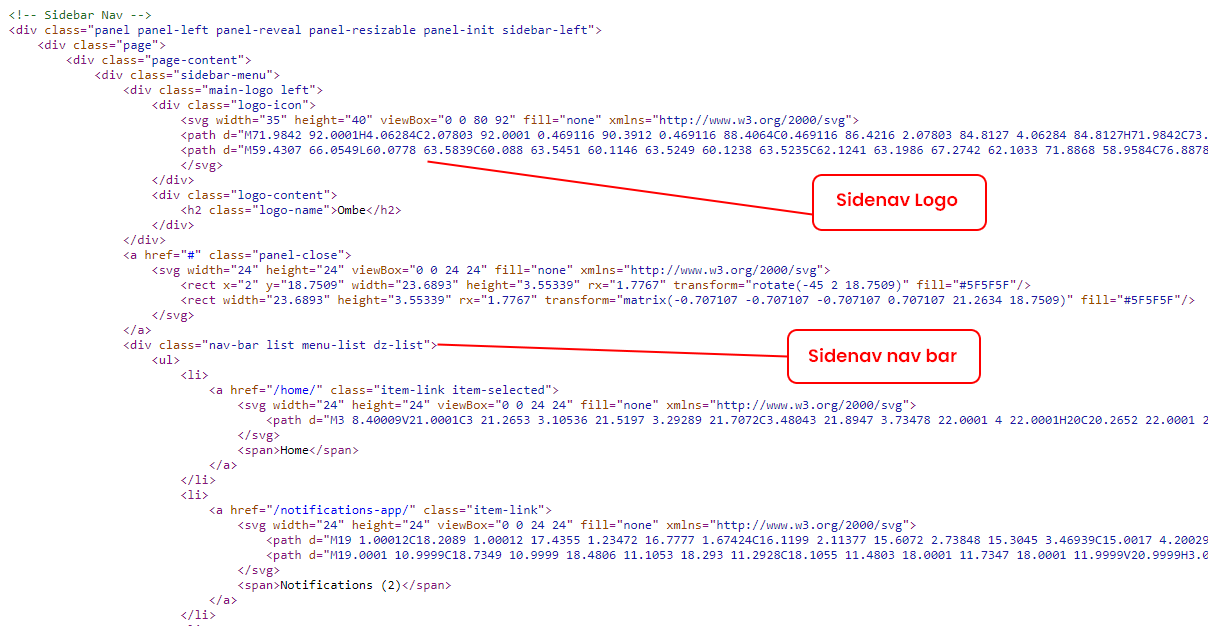 <!-- Sidebar Nav -->
<div class="panel panel-left panel-reveal panel-resizable panel-init sidebar-left">
<div class="page">
<div class="page-content">
<div class="sidebar-menu">
<div class="main-logo left">
<div class="logo-icon">
<svg width="35" height="40" viewBox="0 0 80 92" fill="none" xmlns="http://www.w3.org/2000/svg">
<path d="M71.9842 92.0001H4.06284C2.07803 92.0001 0.469116 90.3912 0.469116 88.4064C0.469116 86.4216 2.07803 84.8127 4.06284 84.8127H71.9842C73.
<path d="M59.4307 66.0549L60.0778 63.5839C60.088 63.5451 60.1146 63.5249 60.1238 63.5235C62.1241 63.1986 67.2742 62.1033 71.8868 58.9584C76.8878
</svg>
</div>
<div class="logo-content">
<h2 class="logo-name">Ombe</h2>
</div>
</div>
Sidenav Logo
<a href="#" class="panel-close">
<svg width="24" height="24" viewBox="0 0 24 24" fill="none" xmlns="http://www.w3.org/2000/svg">
<rect x="2" y="18.7509" width="23.6893" height="3.55339" rx="1.7767" transform="rotate(-45 2 18.7509)" fill="#5F5F5F"/>
<rect width="23.6893" height="3.55339" rx="1.7767" transform="matrix(-0.707107 -0.707107 -0.707107 0.707107 21.2634 18.7509)" fill="#5F5F5F"/>
</svg>
</a>
<div class="nav-bar list menu-list dz-list">
Sidenav nav bar
<ul>
<li>
<a href="/home/" class="item-link item-selected">
<svg width="24" height="24" viewBox="0 0 24 24" fill="none" xmlns="http://www.w3.org/2000/svg">
<path d="M3 8.40009V21.0001C3 21.2653 3.10536 21.5197 3.29289 21.7072C3.48043 21.8947 3.73478 22.0001 4 22.0001H20C20.2652 22.0001 2
</svg>
<span>Home</span>
</a>
</li>
<li>
<a href="/notifications-app/" class="item-link">
<svg width="24" height="24" viewBox="0 0 24 24" fill="none" xmlns="http://www.w3.org/2000/svg">
<path d="M19 1.00012C18.2089 1.00012 17.4355 1.23472 16.7777 1.67424C16.1199 2.11377 15.6072 2.73848 15.3045 3.46939C15.0017 4.20029
<path d="M19.0001 10.9999C18.7349 10.9999 18.4806 11.1053 18.293 11.2928C18.1055 11.4803 18.0001 11.7347 18.0001 11.9999V20.9999H3.0
</svg>
<span>Notifications (2)</span>
</a>
</li>